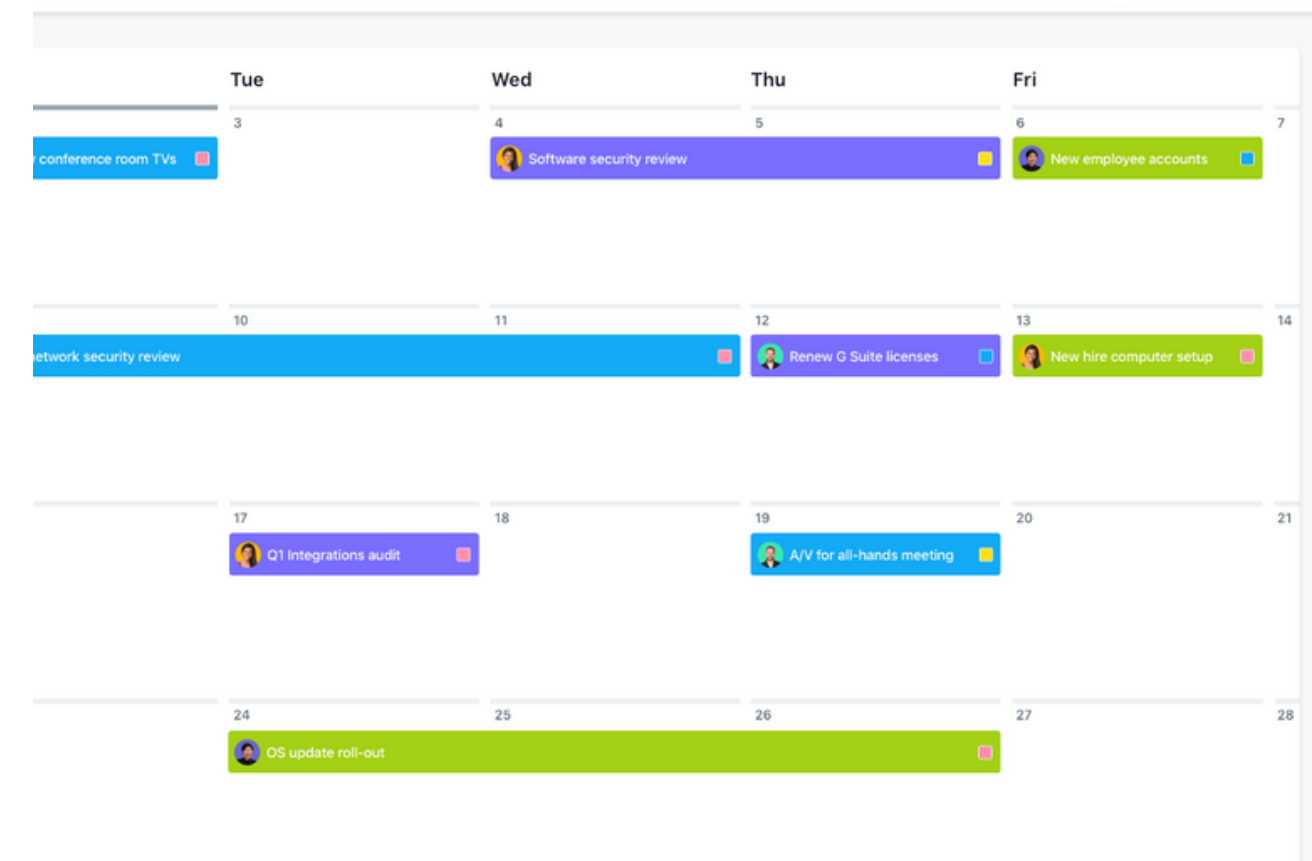 Tue Wed Thu Fri
3 4 5 6 7
conference room TVs Software security review New employee accounts
10 11 12 13 14
security review Renew G Suite licenses New hire computer setup
17 18 19 20 21
Q1 Integrations audit A/V for all-hands meeting
24 25 26 27 28
OS update roll-out